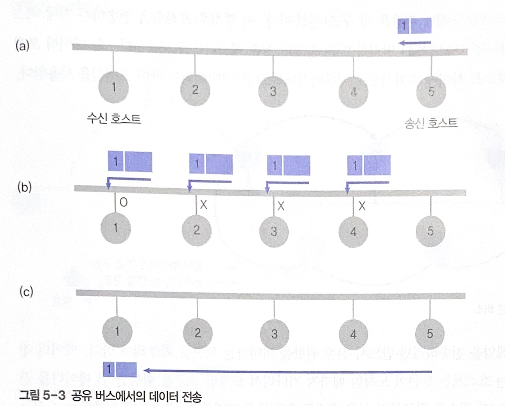 1
(a)
1 2 3 4 5
수신 호스트 송신 호스트
1 1 1 1
(b)
O X X X
1 2 3 4 5
(c)
1 2 3 4 5
1
그림 5-3 공유 버스에서의 데이터 전송